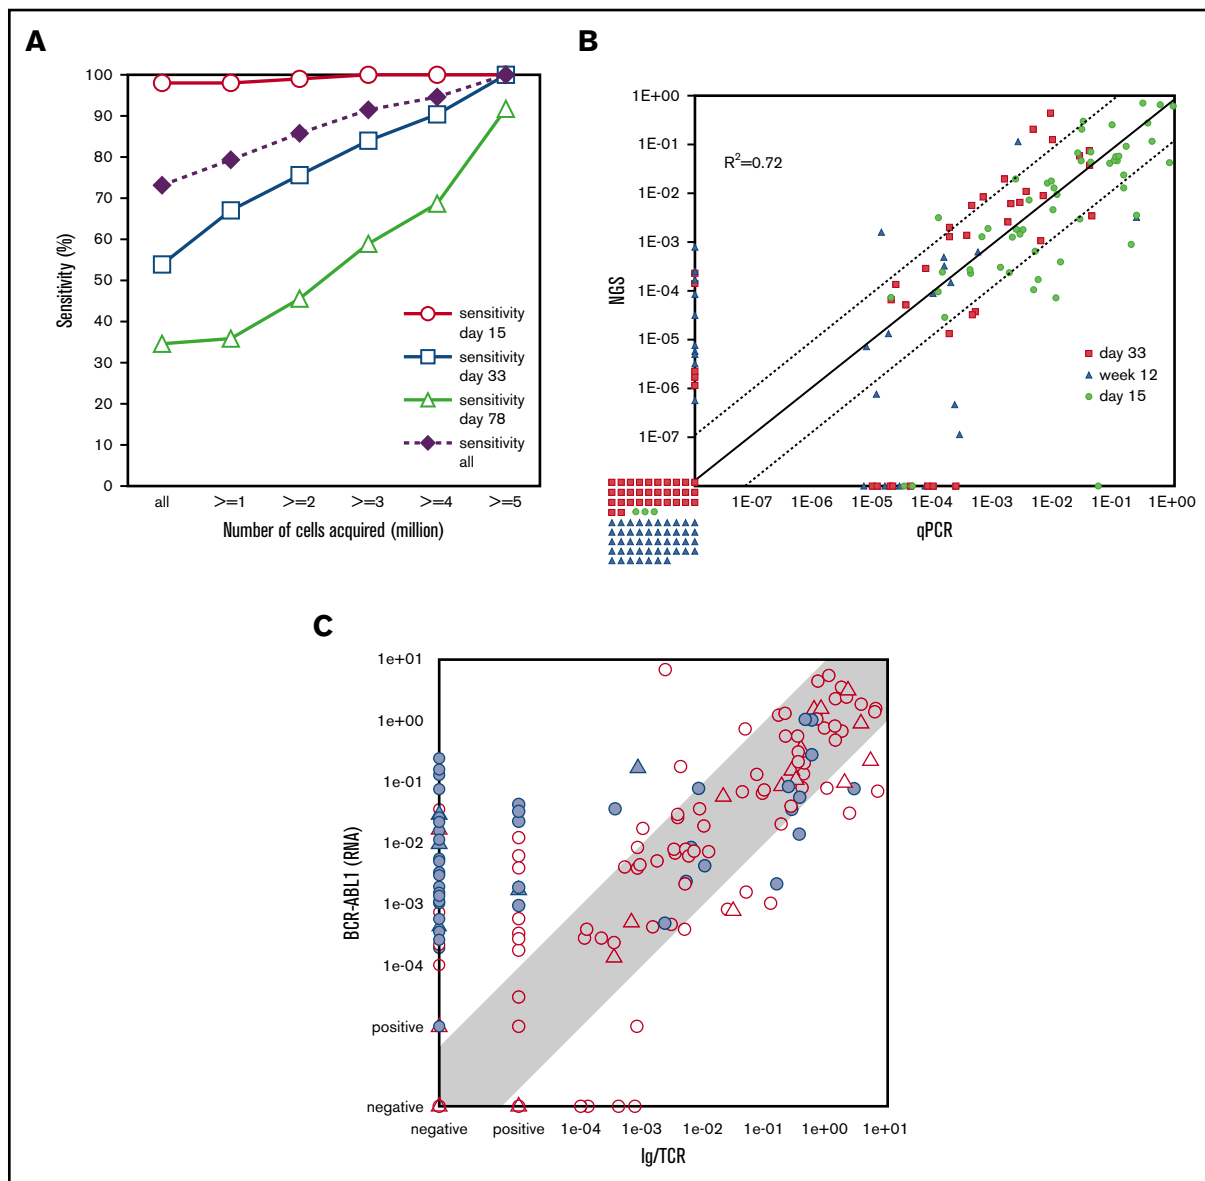 A
100
90
80
70
60
50
40
30
20
10
0
Sensitivity (%)
all
>=1
>=2
>=3
>=4
>=5
Number of cells acquired (million)
sensitivity
day 15
sensitivity
day 33
sensitivity
day 78
sensitivity
all
B
1E+00
1E-01
1E-02
1E-03
1E-04
1E-05
1E-06
1E-07
NGS
R²=0.72
day 33
week 12
day 15
1E-07
1E-06
1E-05
1E-04
1E-03
1E-02
1E-01
1E+00
qPCR
C
1e+01
1e+00
1e-01
1e-02
1e-03
1e-04
positive
negative
BCR-ABL1 (RNA)
negative
positive
1e-04
1e-03
1e-02
1e-01
1e+00
1e+01
Ig/TCR